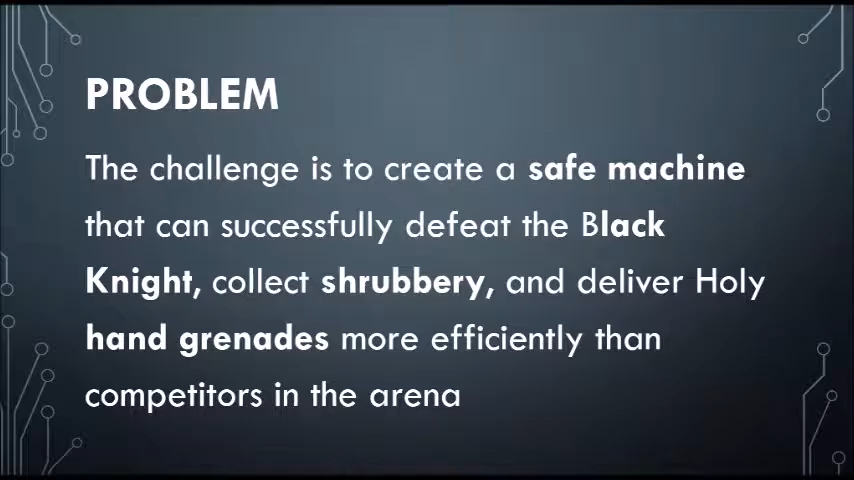 PROBLEM
The challenge is to create a safe machine
that can successfully defeat the Black
Knight, collect shrubbery, and deliver Holy
hand grenades more efficiently than
competitors in the arena